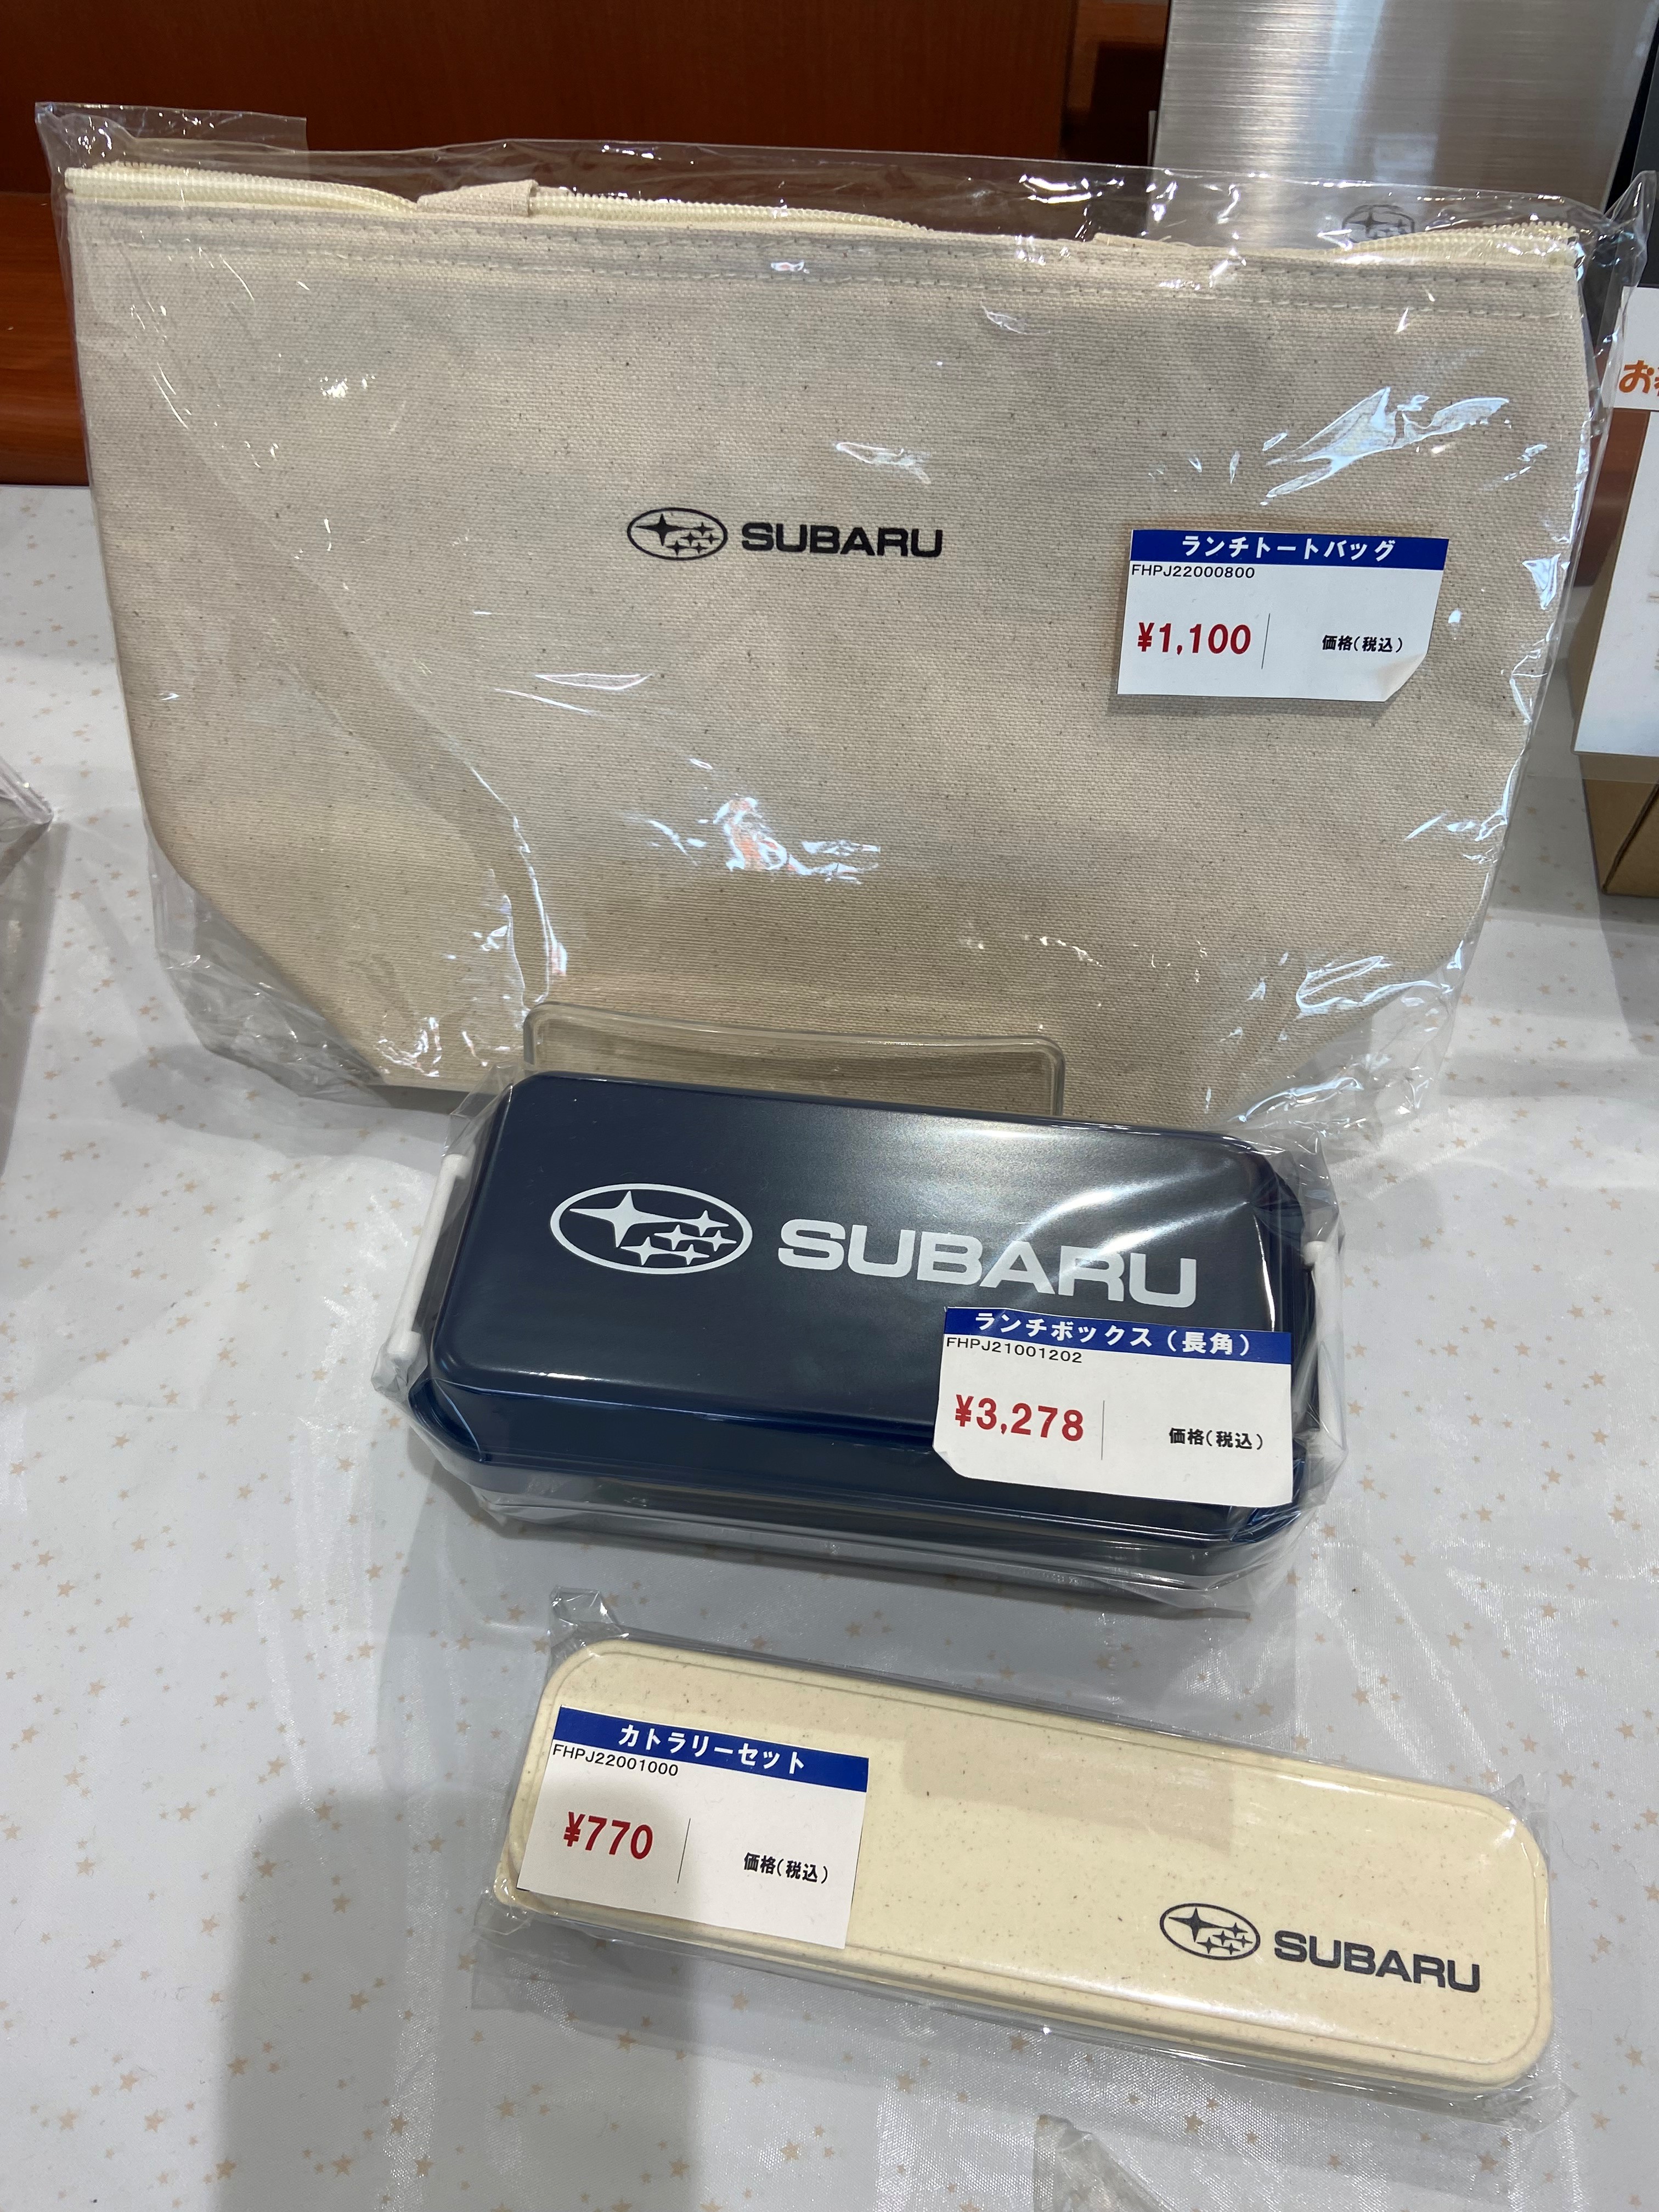 SUBARU
ランチトートバッグ
FHPJ22000800
¥1,100 価格(税込)
お
SUBARU
ランチボックス(長角)
FHPJ21001202
¥3,278 価格(税込)
カトラリーセット
FHPJ22001000
¥770 価格(税込)
SUBARU